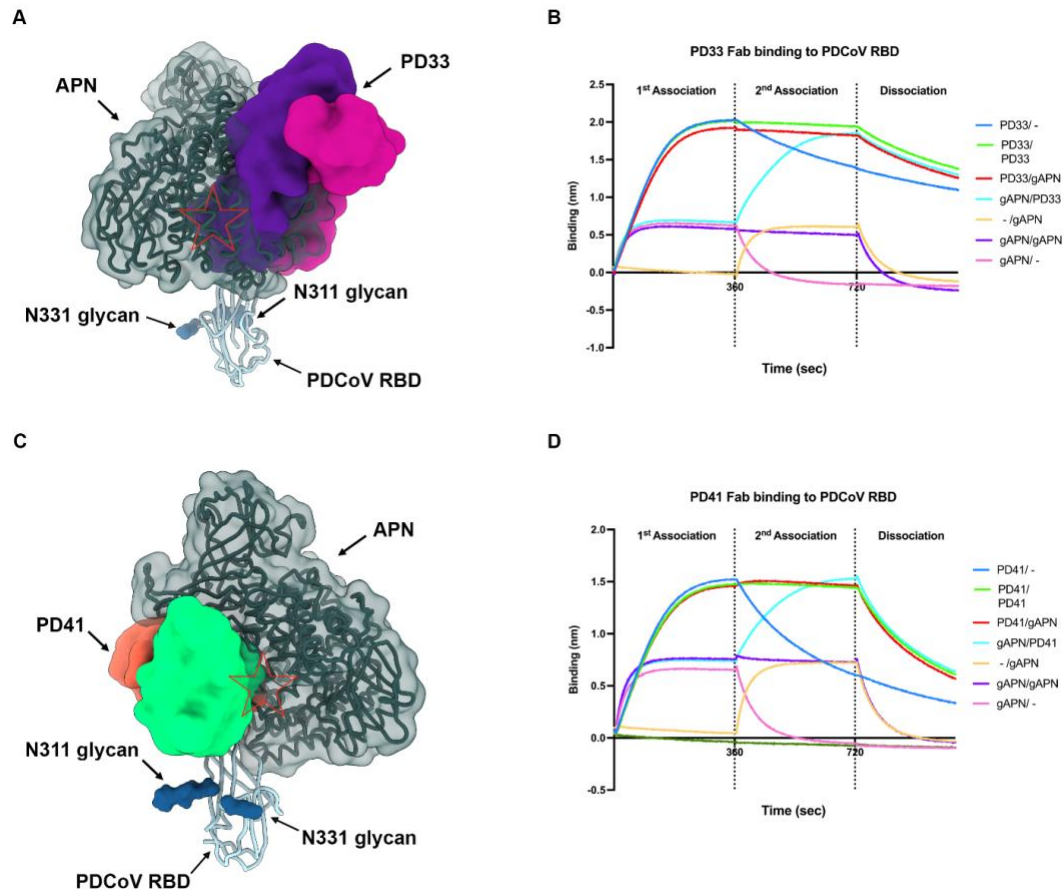 A
APN
PD33
N311 glycan
N331 glycan
PDCoV RBD
B
PD33 Fab binding to PDCoV RBD
1st Association
2nd Association
Dissociation
2.5
2.0
1.5
1.0
0.5
0.0
-0.5
-1.0
360
720
Binding (nm)
Time (sec)
PD33/ -
PD33/
PD33
PD33/gAPN
gAPN/PD33
- /gAPN
gAPN/gAPN
gAPN/ -
C
APN
PD41
N311 glycan
N331 glycan
PDCoV RBD
D
PD41 Fab binding to PDCoV RBD
1st Association
2nd Association
Dissociation
2.0
1.5
1.0
0.5
0.0
-0.5
360
720
Binding (nm)
Time (sec)
PD41/ -
PD41/
PD41
PD41/gAPN
gAPN/PD41
- /gAPN
gAPN/gAPN
gAPN/ -